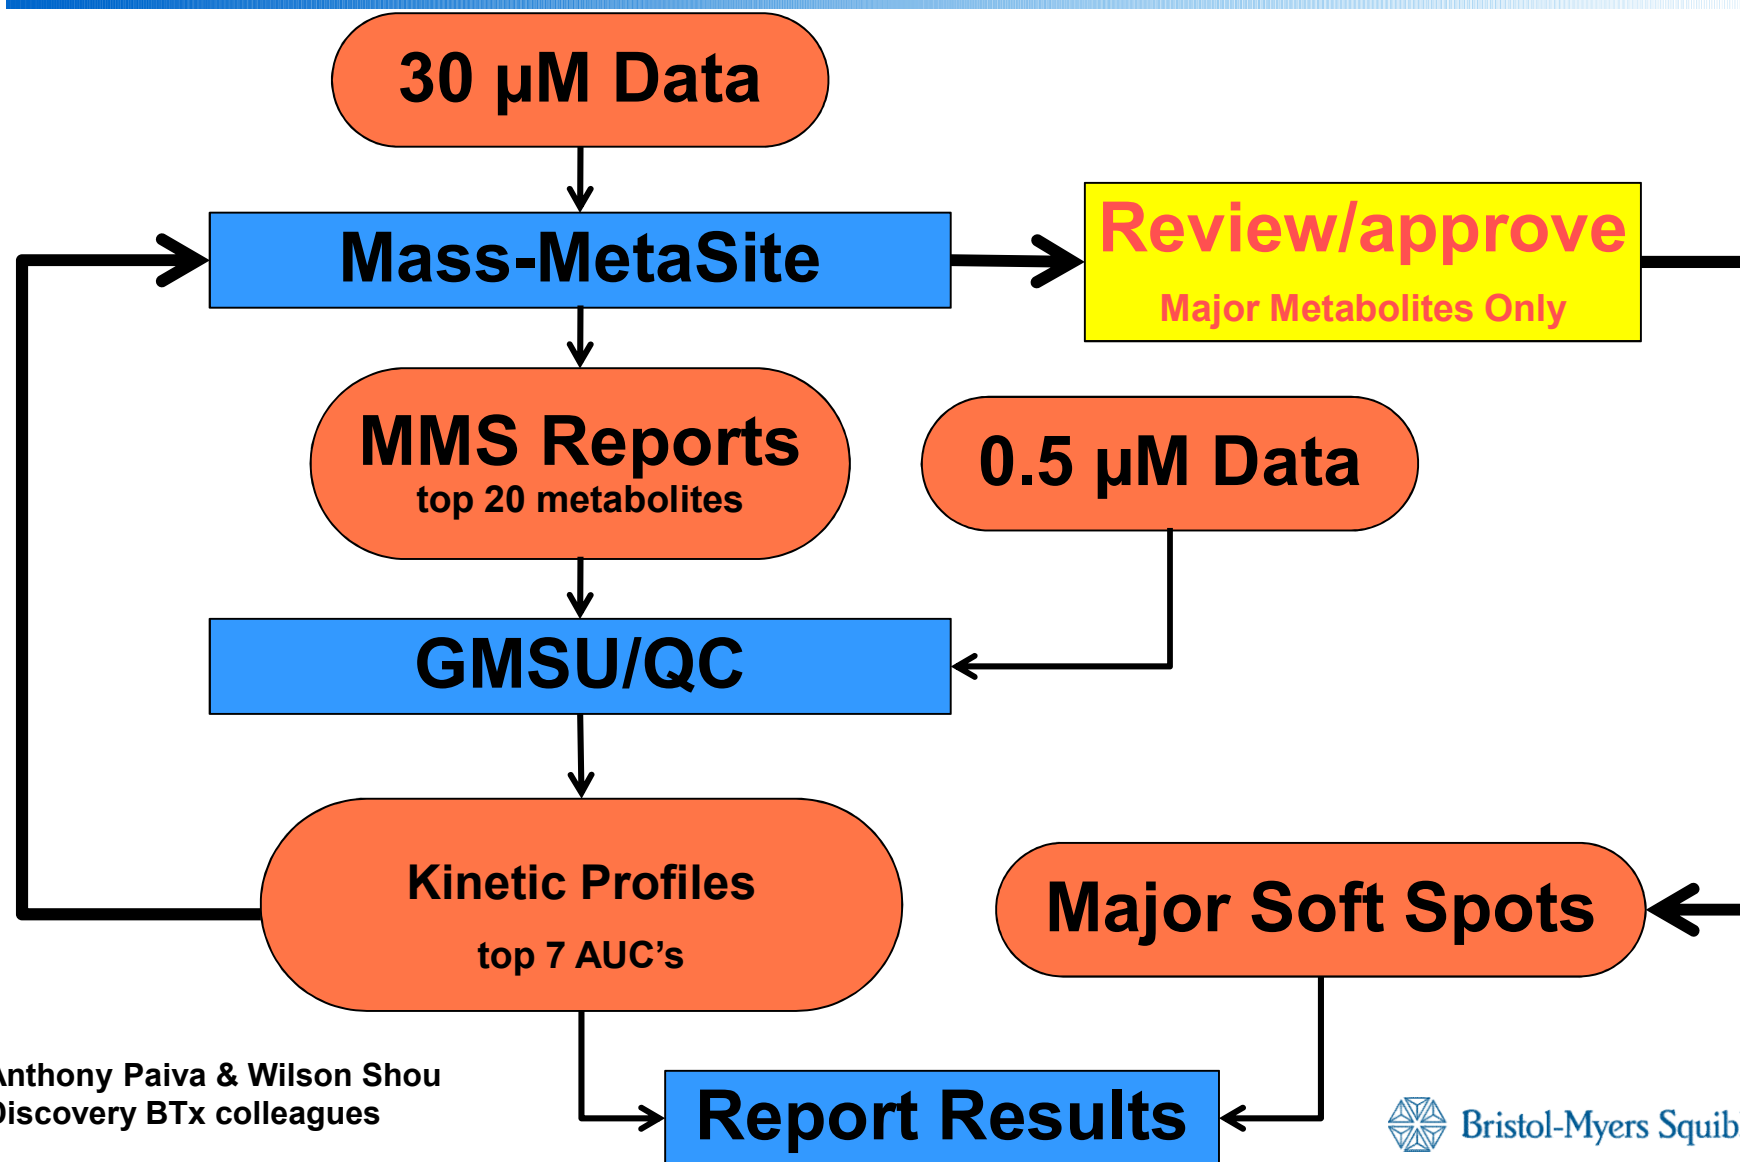 30 µM Data
Mass-MetaSite
Review/approve
Major Metabolites Only
MMS Reports
top 20 metabolites
0.5 µM Data
GMSU/QC
Kinetic Profiles
top 7 AUC's
Major Soft Spots
Anthony Paiva & Wilson Shou
Discovery BTx colleagues
Report Results
Bristol-Myers Squib